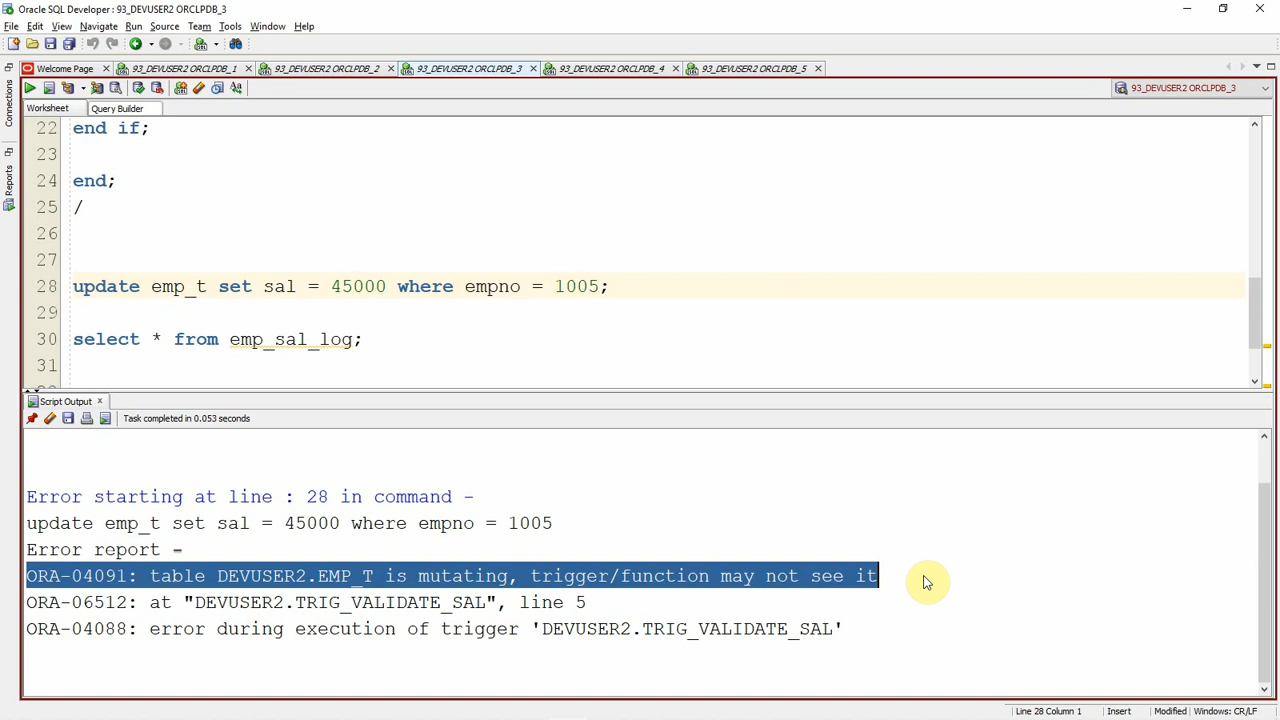 Oracle SQL Developer : 93_DEVUSER2 ORCLPDB_3
File Edit View Navigate Run Source Team Tools Window Help
Welcome Page 93_DEVUSER2 ORCLPDB_1 93_DEVUSER2 ORCLPDB_2 93_DEVUSER2 ORCLPDB_3 93_DEVUSER2 ORCLPDB_4 93_DEVUSER2 ORCLPDB_5
93_DEVUSER2 ORCLPDB_3
Connections
Reports
Worksheet Query Builder
22 end if;
23
24 end;
25 /
26
27
28 update emp_t set sal = 45000 where empno = 1005;
29
30 select * from emp_sal_log;
31
Script Output
Task completed in 0.053 seconds
Error starting at line : 28 in command -
update emp_t set sal = 45000 where empno = 1005
Error report -
ORA-04091: table DEVUSER2.EMP_T is mutating, trigger/function may not see it
ORA-06512: at "DEVUSER2.TRIG_VALIDATE_SAL", line 5
ORA-04088: error during execution of trigger 'DEVUSER2.TRIG_VALIDATE_SAL'
Line 28 Column 1 Insert Modified Windows: CR/LF